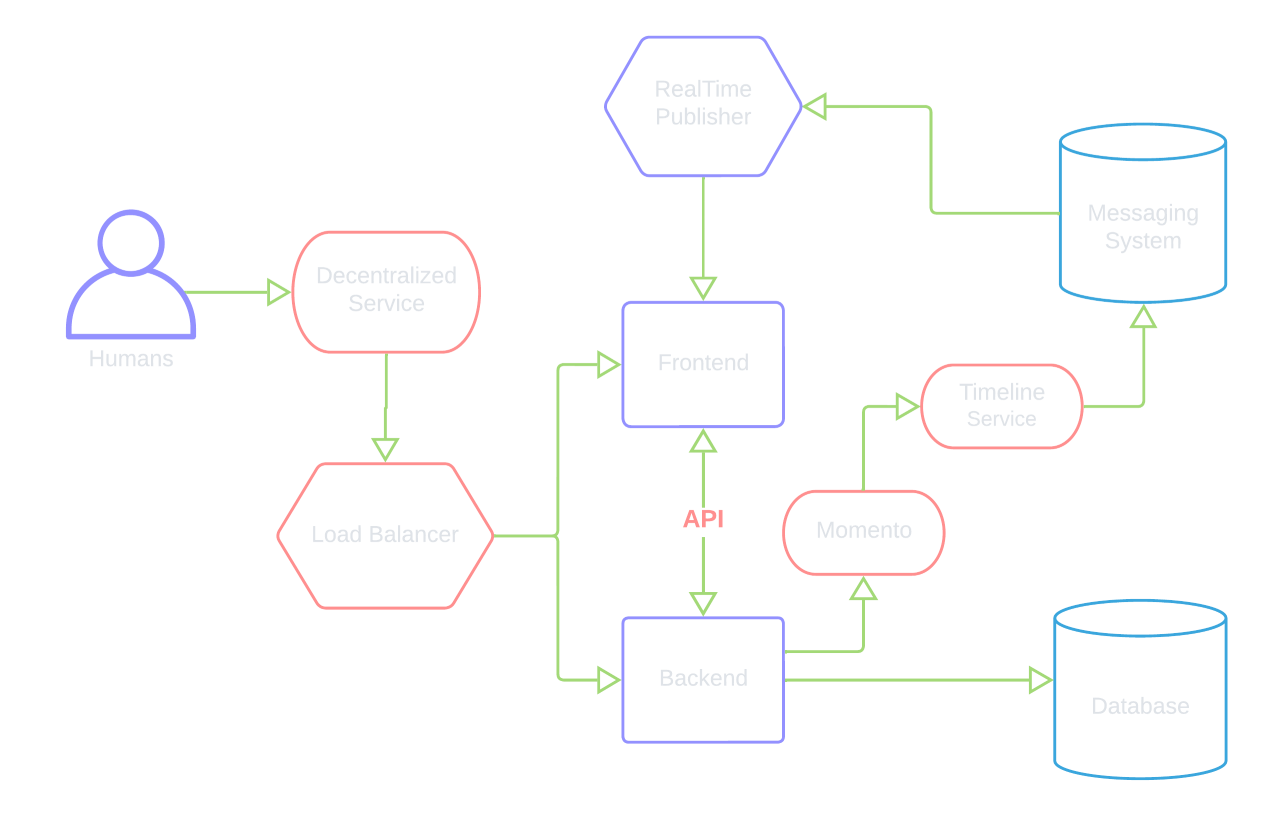 RealTime
Publisher
Messaging
System
Decentralized
Service
Humans
Frontend
Timeline
Service
API
Momento
Load Balancer
Backend
Database